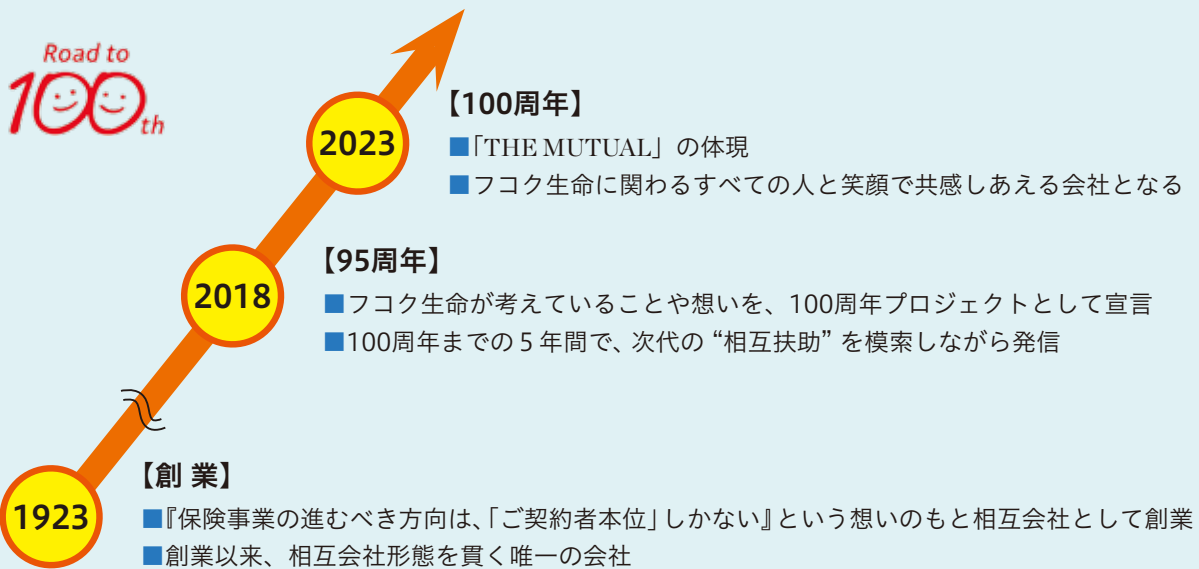 Road to
100th
2023
【100周年】
■「THE MUTUAL」の体現
■フコク生命に関わるすべての人と笑顔で共感しあえる会社となる
2018
【95周年】
■フコク生命が考えていることや想いを、100周年プロジェクトとして宣言
■100周年までの5年間で、次代の“相互扶助”を模索しながら発信
1923
【創 業】
■『保険事業の進むべき方向は、「ご契約者本位」しかない』という想いのもと相互会社として創業
■創業以来、相互会社形態を貫く唯一の会社